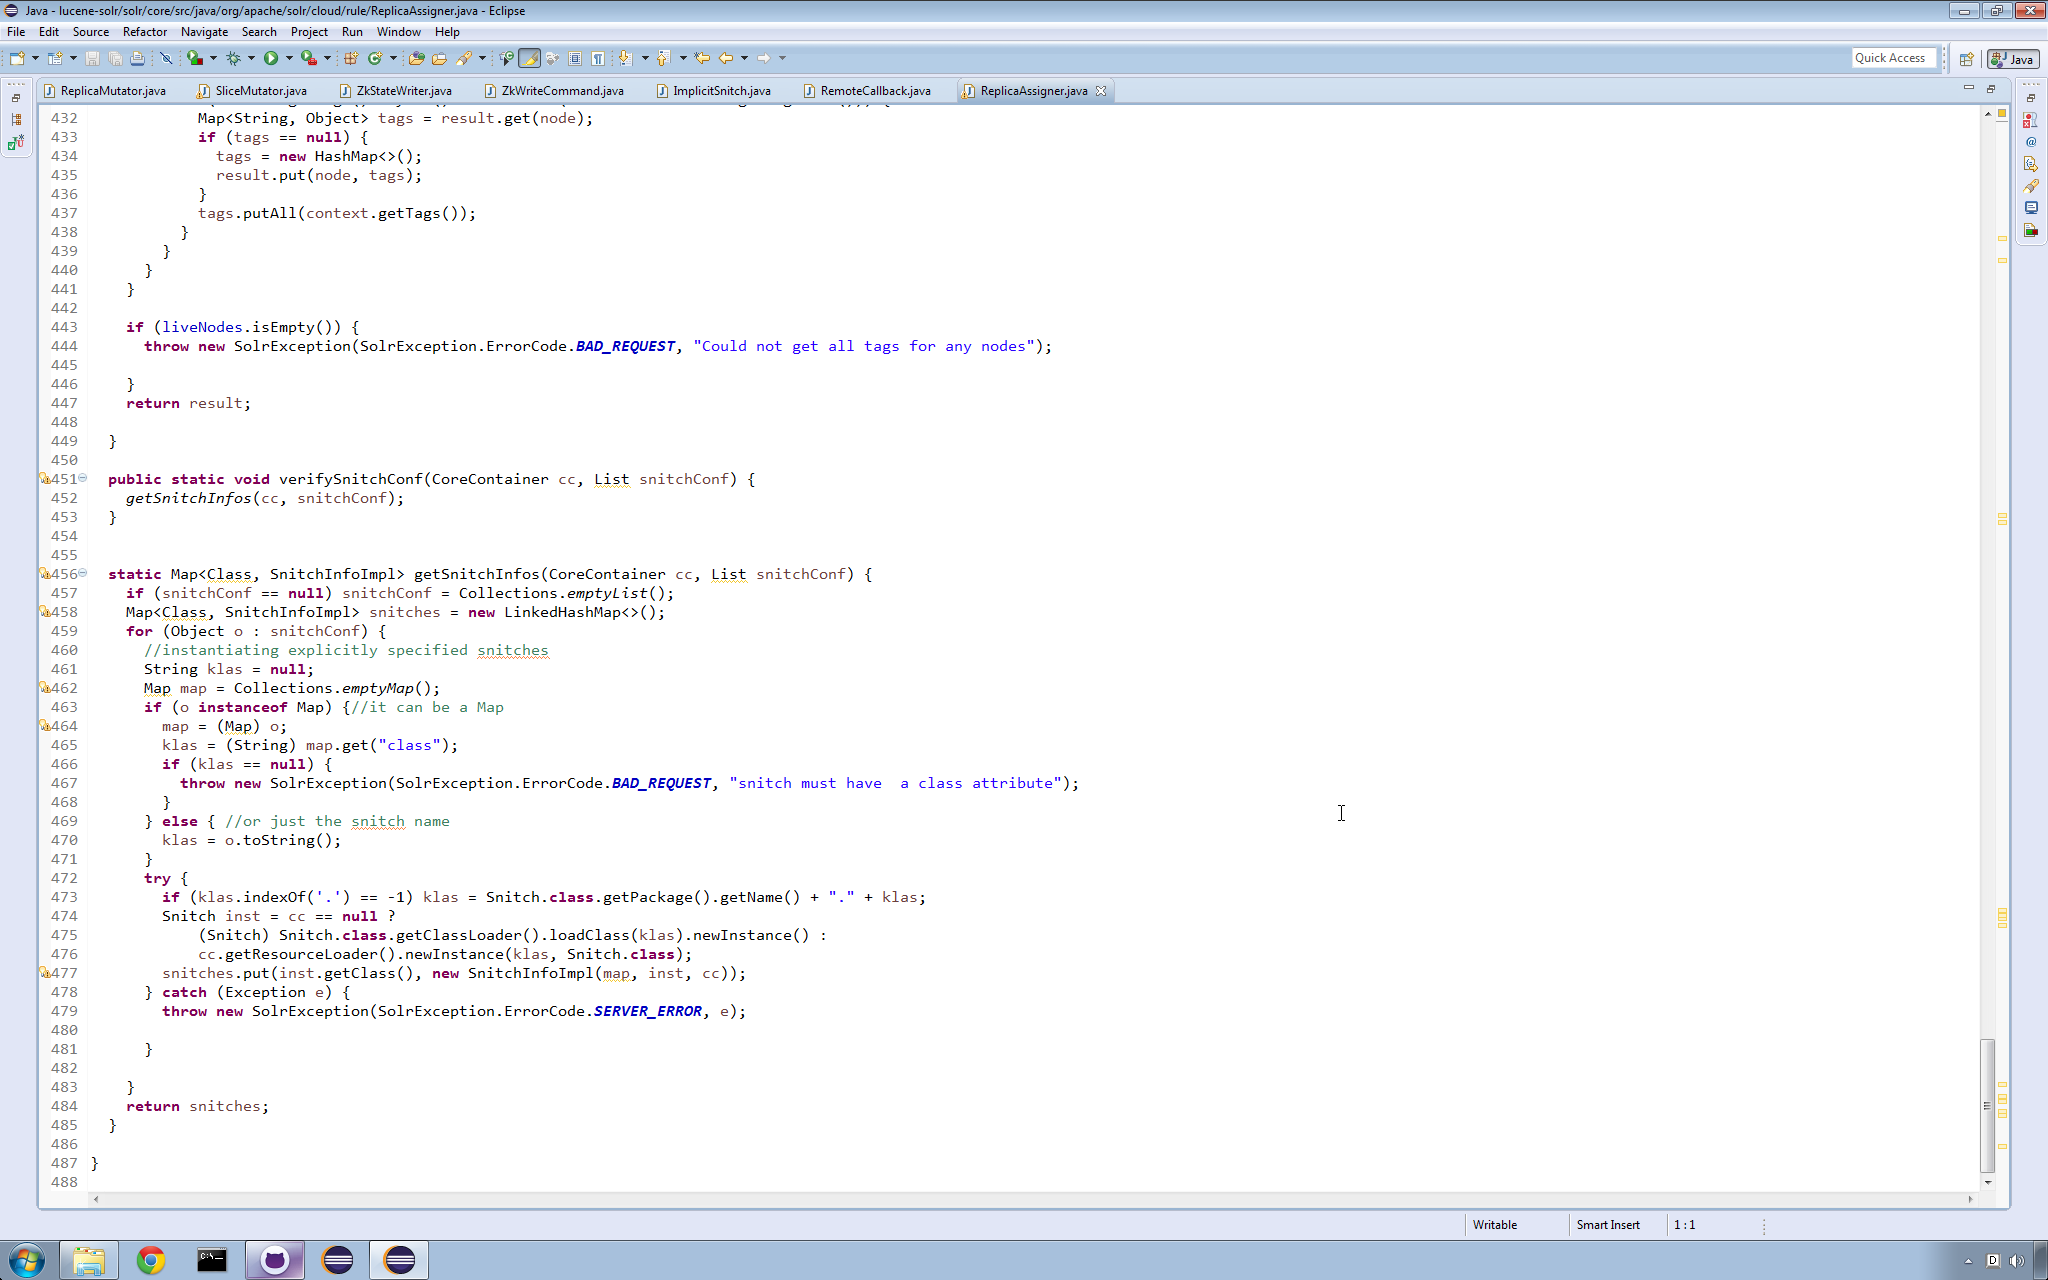 Java - lucene-solr/solr/core/src/java/org/apache/solr/cloud/rule/ReplicaAssigner.java - Eclipse
File Edit Source Refactor Navigate Search Project Run Window Help
Quick Access Java
ReplicaMutator.java SliceMutator.java ZkStateWriter.java ZkWriteCommand.java ImplicitSnitch.java RemoteCallback.java ReplicaAssigner.java
432 Map<String, Object> tags = result.get(node);
433 if (tags == null) {
434 tags = new HashMap<>();
435 result.put(node, tags);
436 }
437 tags.putAll(context.getTags());
438 }
439 }
440 }
441 }
442
443 if (liveNodes.isEmpty()) {
444 throw new SolrException(SolrException.ErrorCode.BAD_REQUEST, "Could not get all tags for any nodes");
445
446 }
447 return result;
448
449 }
450
451 public static void verifySnitchConf(CoreContainer cc, List snitchConf) {
452 getSnitchInfos(cc, snitchConf);
453 }
454
455
456 static Map<Class, SnitchInfoImpl> getSnitchInfos(CoreContainer cc, List snitchConf) {
457 if (snitchConf == null) snitchConf = Collections.emptyList();
458 Map<Class, SnitchInfoImpl> snitches = new LinkedHashMap<>();
459 for (Object o : snitchConf) {
460 //instantiating explicitly specified snitches
461 String klas = null;
462 Map map = Collections.emptyMap();
463 if (o instanceof Map) {//it can be a Map
464 map = (Map) o;
465 klas = (String) map.get("class");
466 if (klas == null) {
467 throw new SolrException(SolrException.ErrorCode.BAD_REQUEST, "snitch must have  a class attribute");
468 }
469 } else { //or just the snitch name
470 klas = o.toString();
471 }
472 try {
473 if (klas.indexOf('.') == -1) klas = Snitch.class.getPackage().getName() + "." + klas;
474 Snitch inst = cc == null ?
475 (Snitch) Snitch.class.getClassLoader().loadClass(klas).newInstance() :
476 cc.getResourceLoader().newInstance(klas, Snitch.class);
477 snitches.put(inst.getClass(), new SnitchInfoImpl(map, inst, cc));
478 } catch (Exception e) {
479 throw new SolrException(SolrException.ErrorCode.SERVER_ERROR, e);
480
481 }
482
483 }
484 return snitches;
485 }
486
487 }
488
Writable Smart Insert 1 : 1